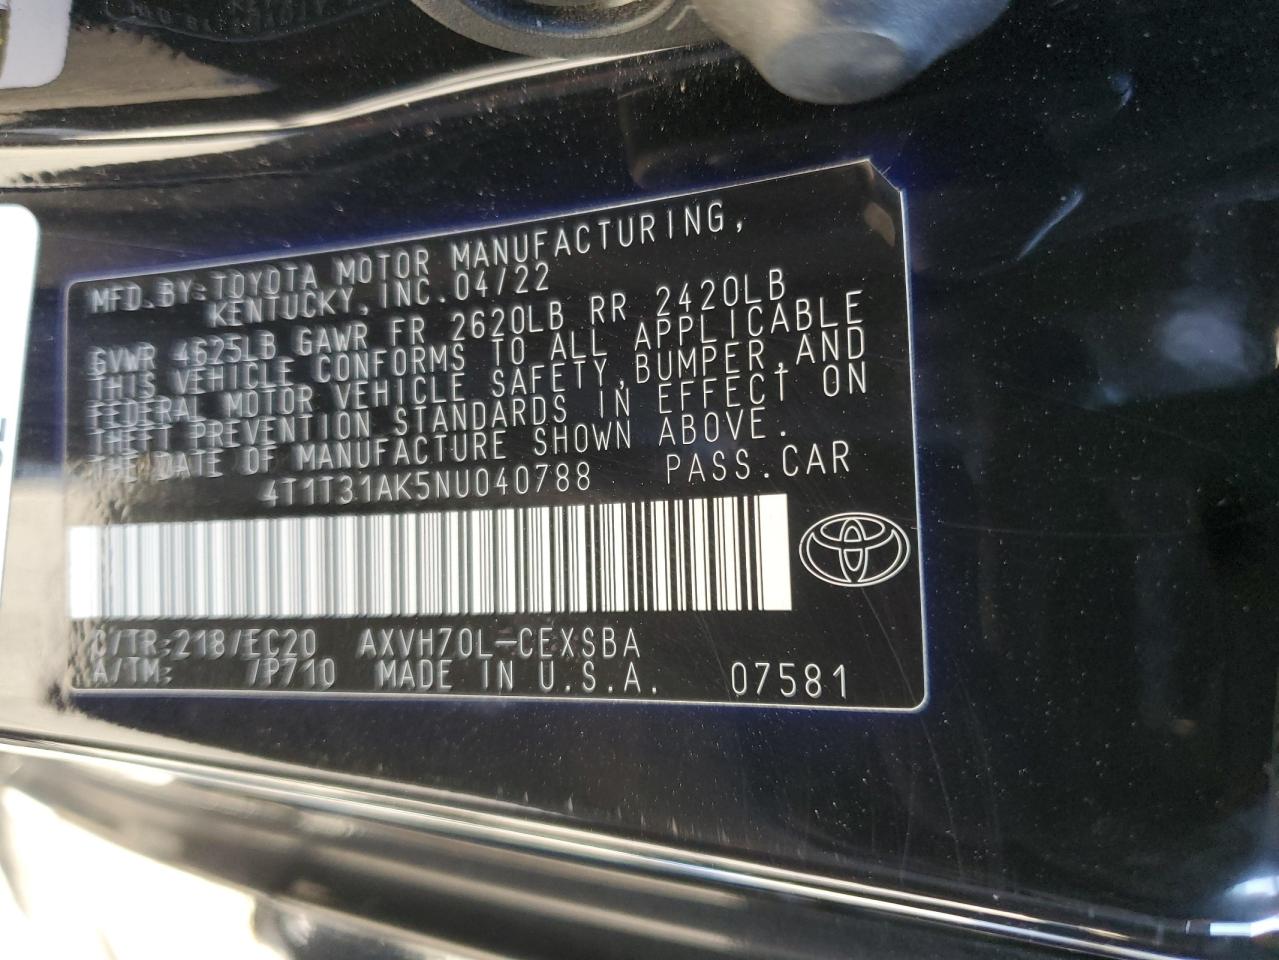 MFD.BY:TOYOTA MOTOR MANUFACTURING,
KENTUCKY,INC.04/22
GVWR 4625LB GAWR FR 2620LB RR 2420LB
THIS VEHICLE CONFORMS TO ALL APPLICABLE
FEDERAL MOTOR VEHICLE SAFETY,BUMPER,AND
THEFT PREVENTION STANDARDS IN EFFECT ON
THE DATE OF MANUFACTURE SHOWN ABOVE.
4T1T31AK5NU040788 PASS.CAR
C/TR:218/EC20 AXVH70L-CEXSBA
A/TM: /P710 MADE IN U.S.A. 07581